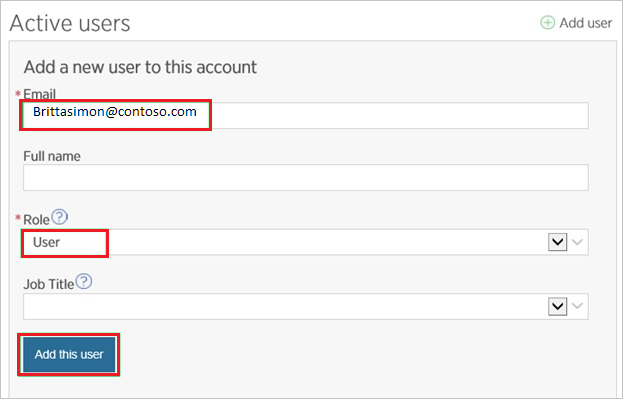 Active users
Add user
Add a new user to this account
* Email
Brittasimon@contoso.com
Full name
* Role ?
User
Job Title ?
Add this user